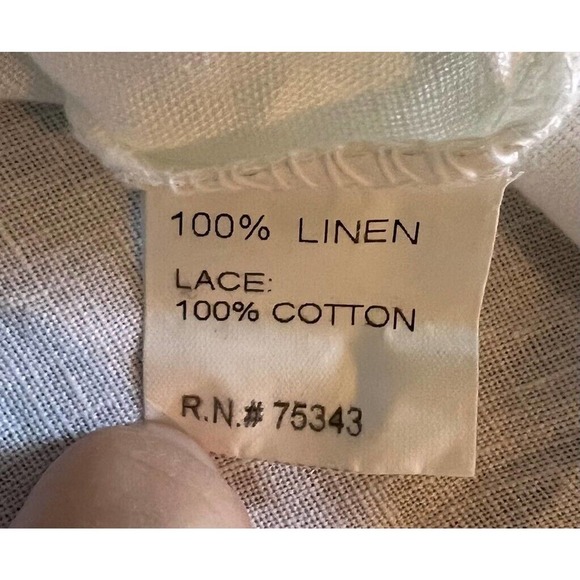 100% LINEN
LACE:
100% COTTON
R.N.# 75343